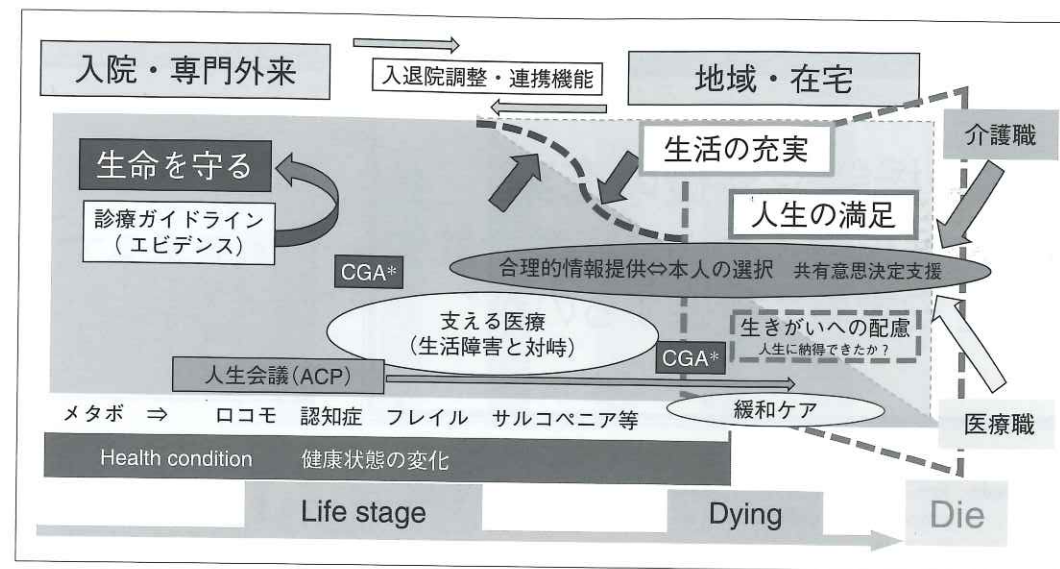 入院・専門外来
入退院調整・連携機能
地域・在宅
介護職
生命を守る
生活の充実
診療ガイドライン
(エビデンス)
人生の満足
CGA*
合理的情報提供⇔本人の選択 共有意思決定支援
支える医療
(生活障害と対峙)
生きがいへの配慮
人生に納得できたか?
CGA*
人生会議(ACP)
緩和ケア
医療職
メタボ ⇒ ロコモ 認知症 フレイル サルコペニア等
Health condition 健康状態の変化
Life stage
Dying
Die